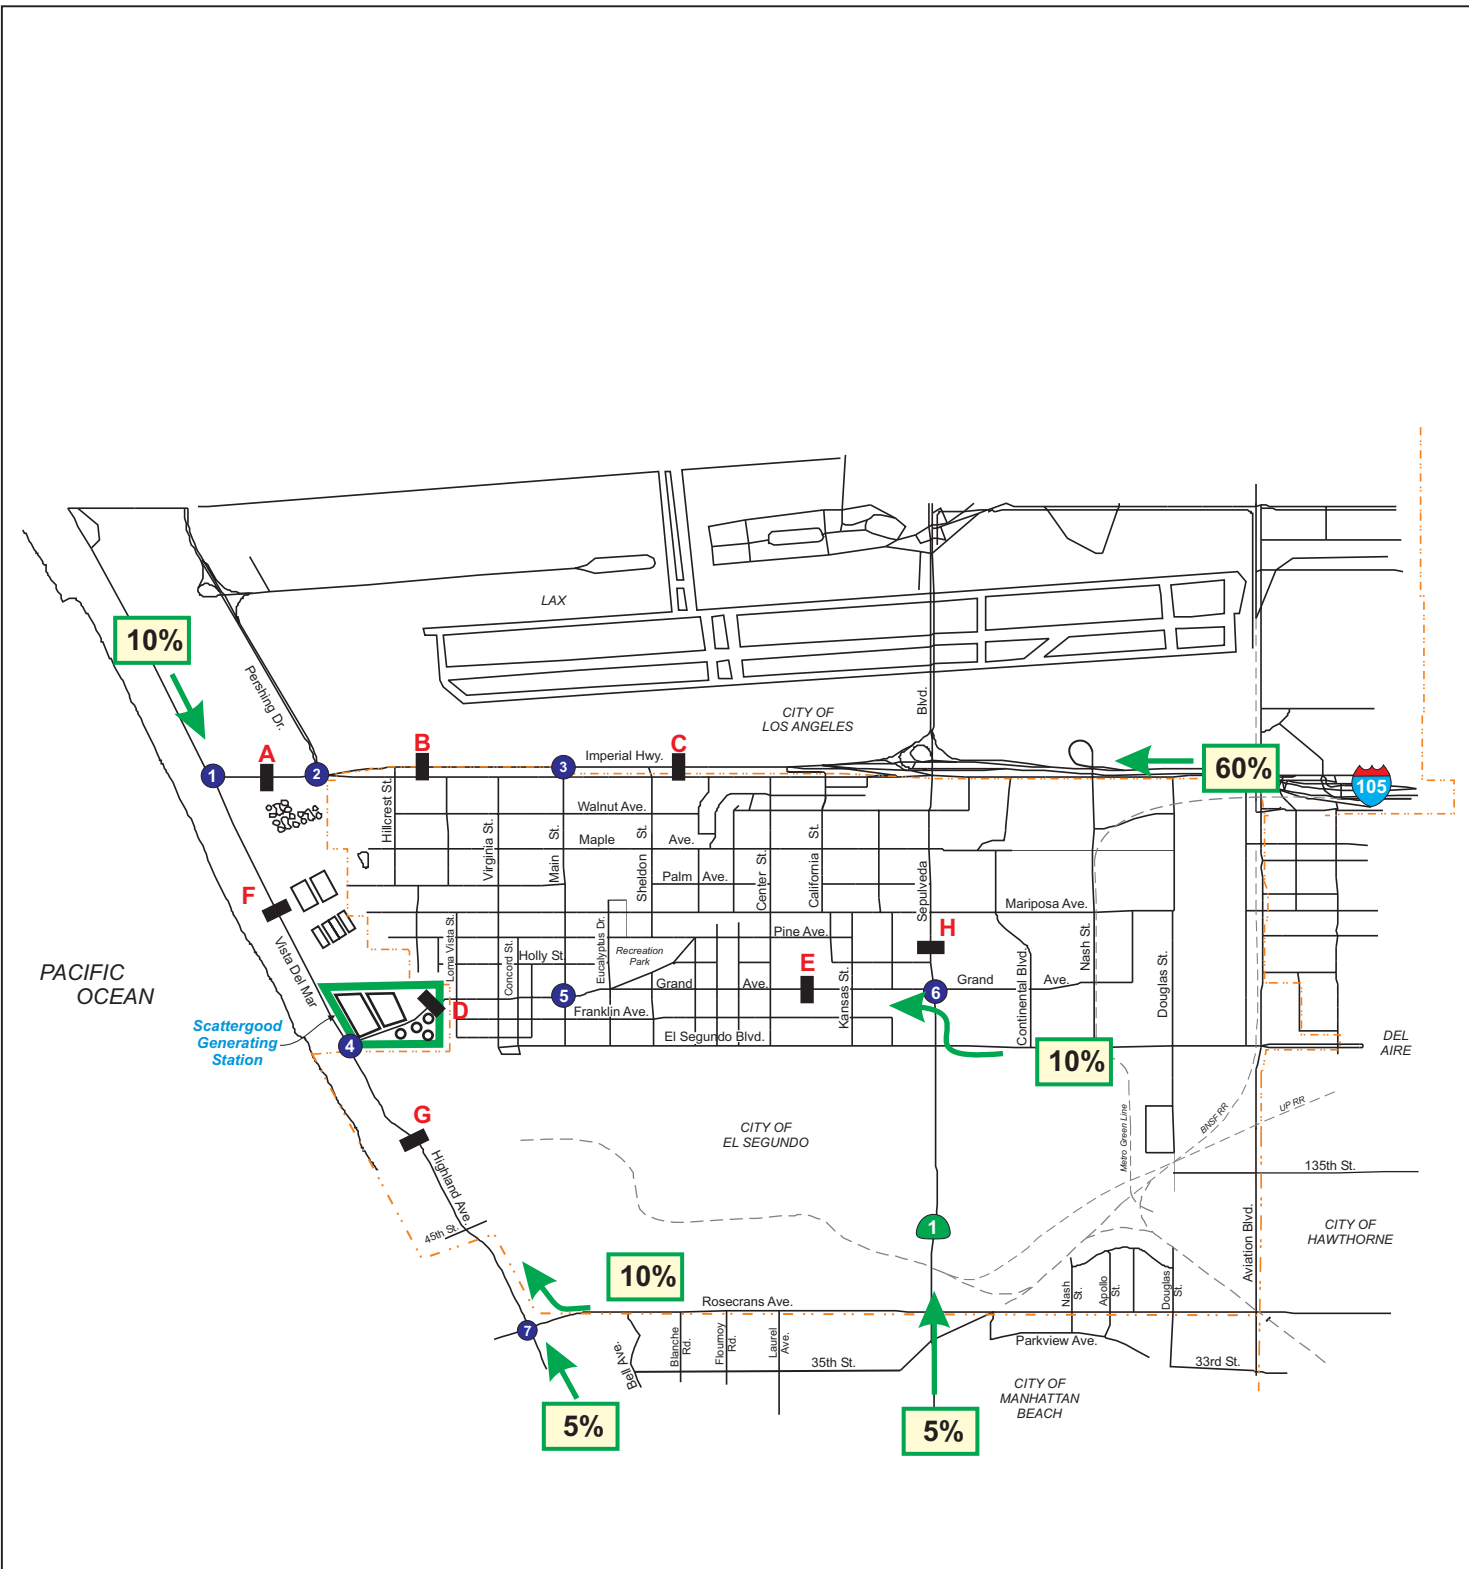 LAX
10%
Pershing Dr.
Blvd.
CITY OF
LOS ANGELES
A
B
C
Imperial Hwy.
1
2
3
60%
105
Hillcrest St.
Walnut Ave.
Virginia St.
Main St.
Maple Ave.
Sheldon St.
Palm Ave.
Center St.
California St.
Sepulveda
Mariposa Ave.
F
Vista Del Mar
Loma Vista St.
Concord St.
Holly St.
Eucalyptus Dr.
Recreation
Park
Pine Ave.
H
E
Nash St.
Douglas St.
Continental Blvd.
Kansas St.
PACIFIC
OCEAN
Grand Ave.
Grand Ave.
5
6
D
Franklin Ave.
El Segundo Blvd.
Scattergood
Generating
Station
4
10%
DEL
AIRE
G
Highland Ave.
CITY OF
EL SEGUNDO
Metro Green Line
BNSF RR
UP RR
135th St.
45th St.
1
Aviation Blvd.
CITY OF
HAWTHORNE
10%
Rosecrans Ave.
Nash
St.
Apollo
St.
Douglas
St.
7
Bell Ave.
Blanche
Rd.
Flournoy
Rd.
Laurel
Ave.
35th St.
Parkview Ave.
33rd St.
CITY OF
MANHATTAN
BEACH
5%
5%